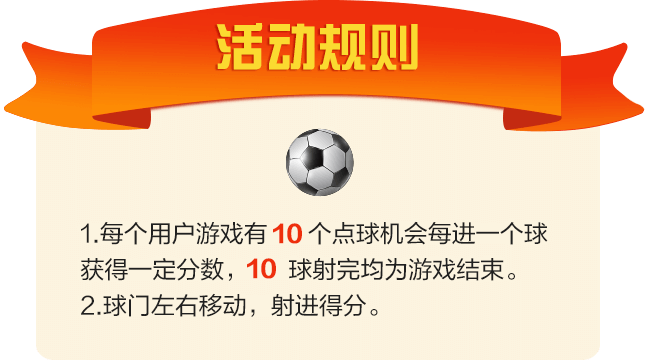 活动规则
1.每个用户游戏有10个点球机会每进一个球
获得一定分数，10 球射完均为游戏结束。
2.球门左右移动，射进得分。